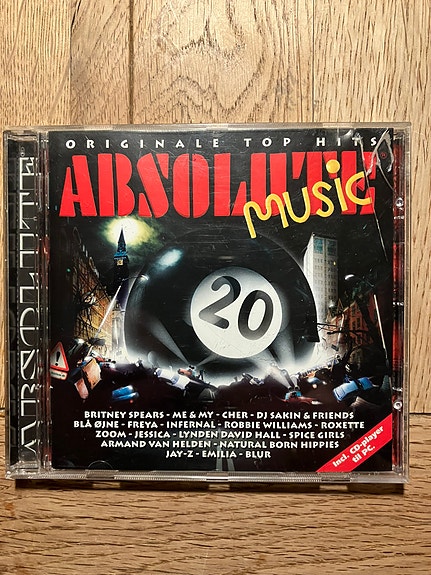 ORIGINALE TOP HITS
ABSOLUTE
MUSIC
20
BRITNEY SPEARS - ME & MY - CHER - DJ SAKIN & FRIENDS
BLÅ ØJNE - FREYA - INFERNAL - ROBBIE WILLIAMS - ROXETTE
ZOOM - JESSICA - LYNDEN DAVID HALL - SPICE GIRLS
ARMAND VAN HELDEN - NATURAL BORN HIPPIES
JAY-Z - EMILIA - BLUR
Incl. CD-player
til PC.
ABSOLUTE